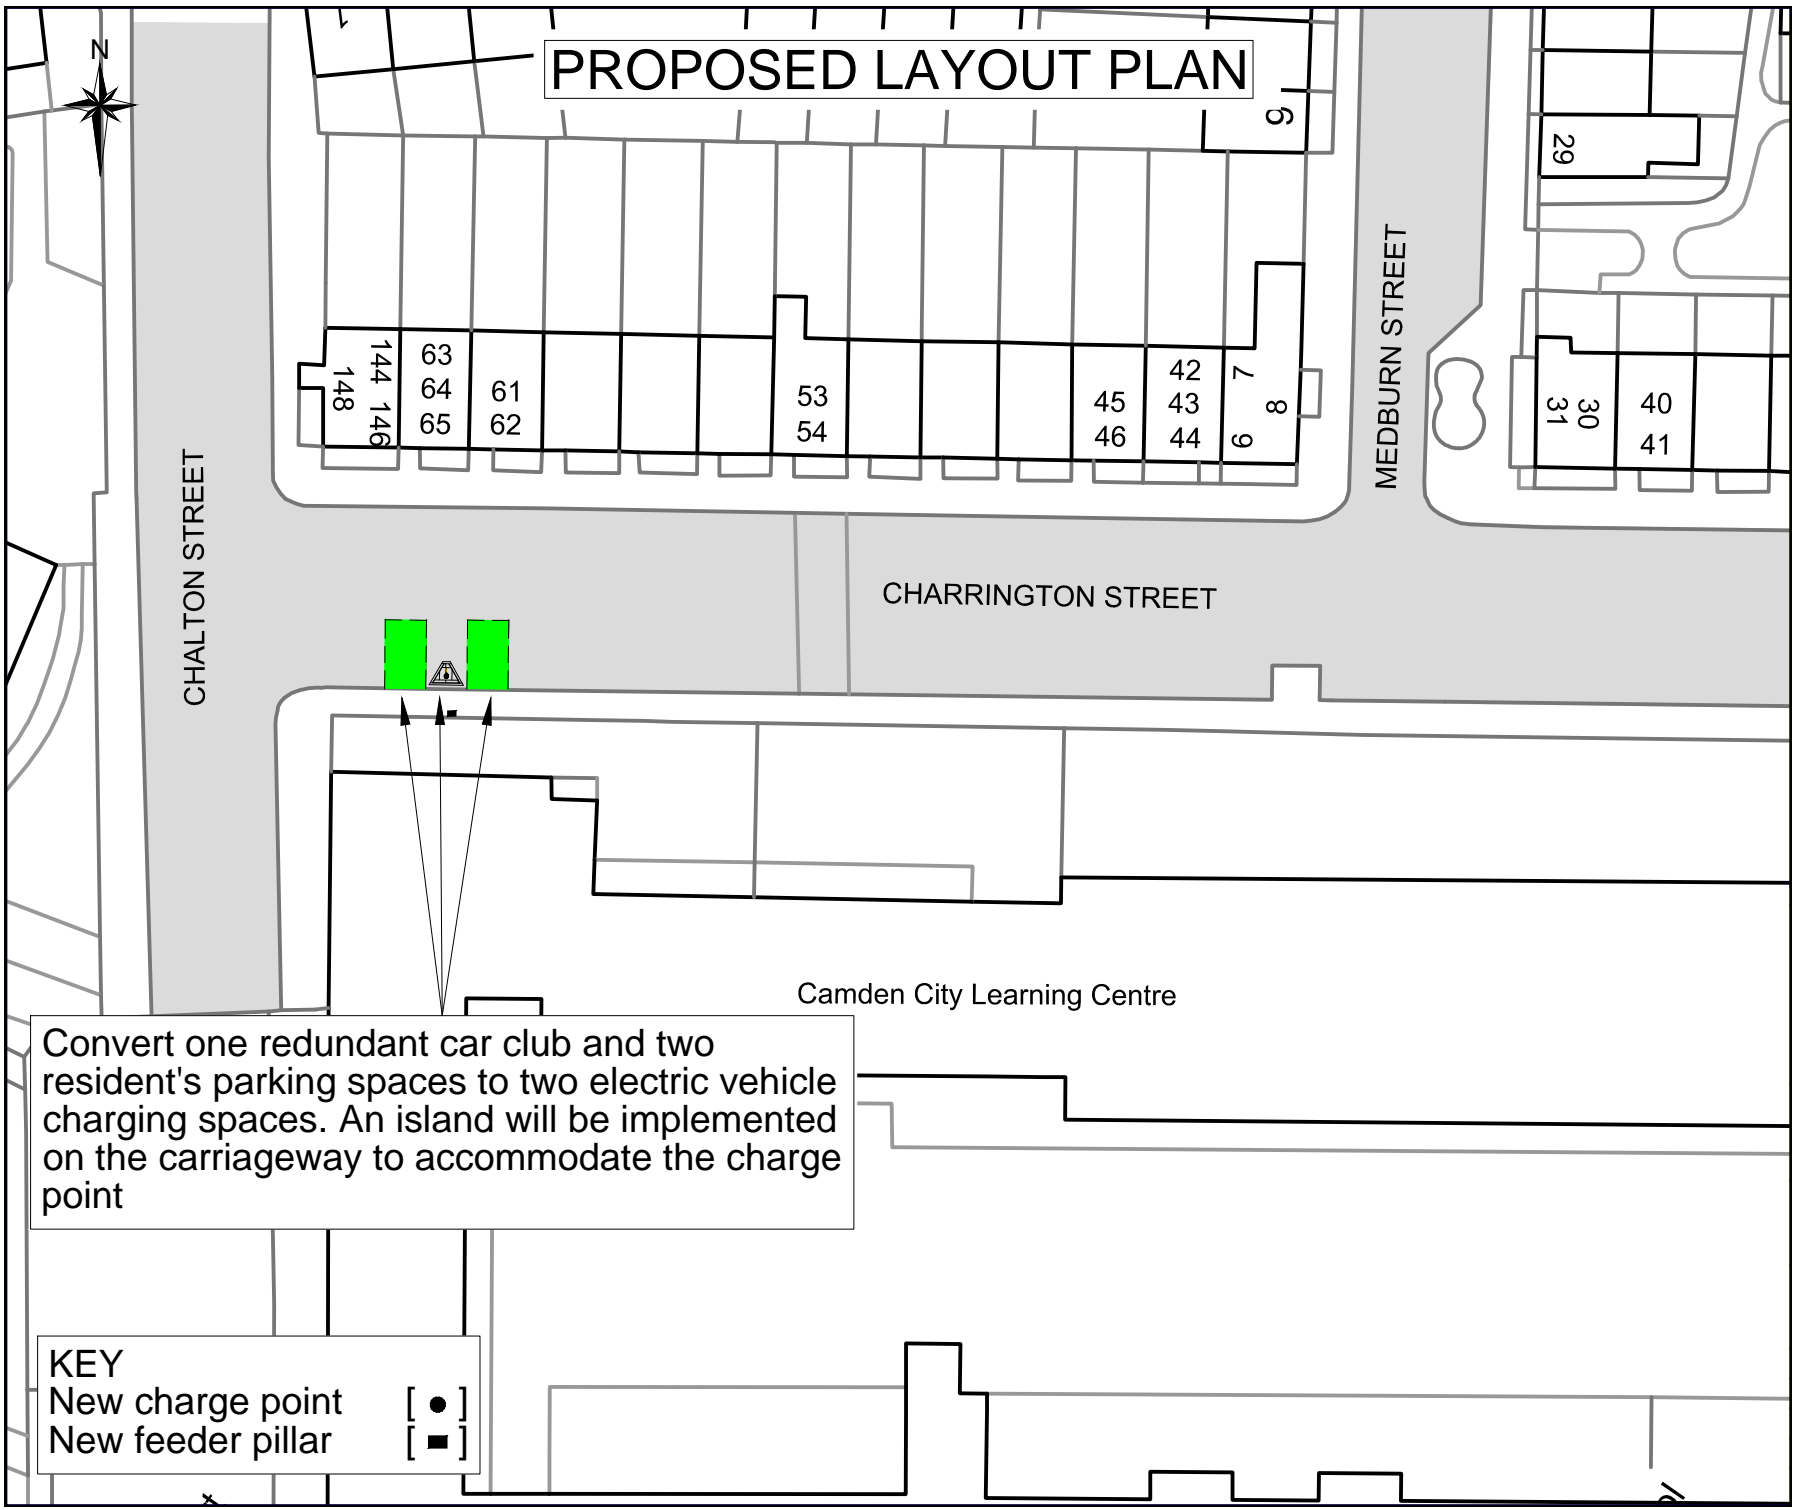 PROPOSED LAYOUT PLAN
N
9
29
MEDBURN STREET
144
146
148
63
64
65
61
62
53
54
45
46
42
43
44
7
8
6
31
30
40
41
CHALTON STREET
CHARRINGTON STREET
Camden City Learning Centre
Convert one redundant car club and two
resident's parking spaces to two electric vehicle
charging spaces. An island will be implemented
on the carriageway to accommodate the charge
point
KEY
New charge point [ ● ]
New feeder pillar [ ■ ]